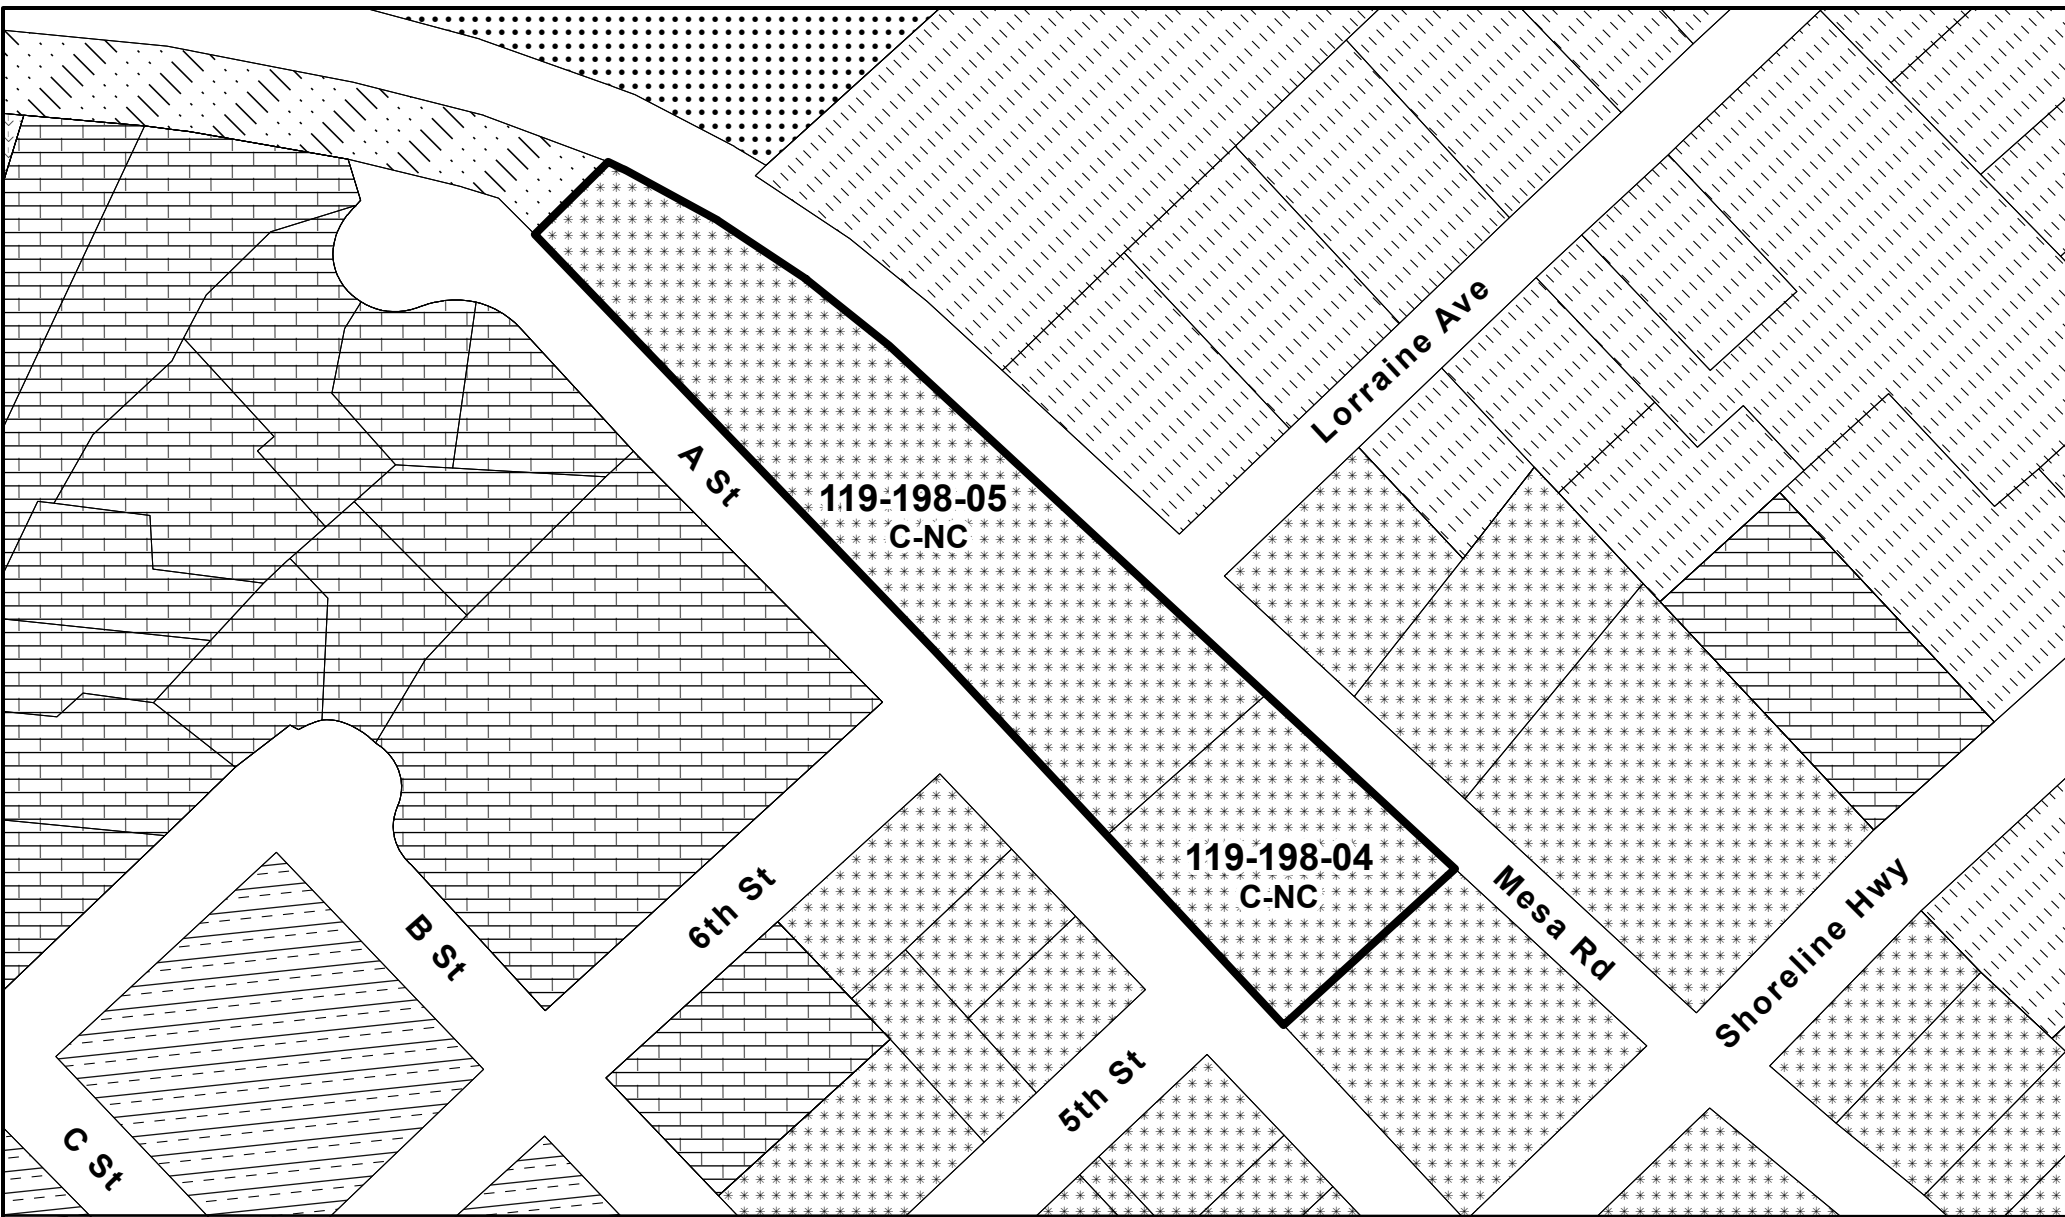 Lorraine Ave
A St
119-198-05
C-NC
119-198-04
C-NC
Mesa Rd
Shoreline Hwy
6th St
B St
5th St
C St